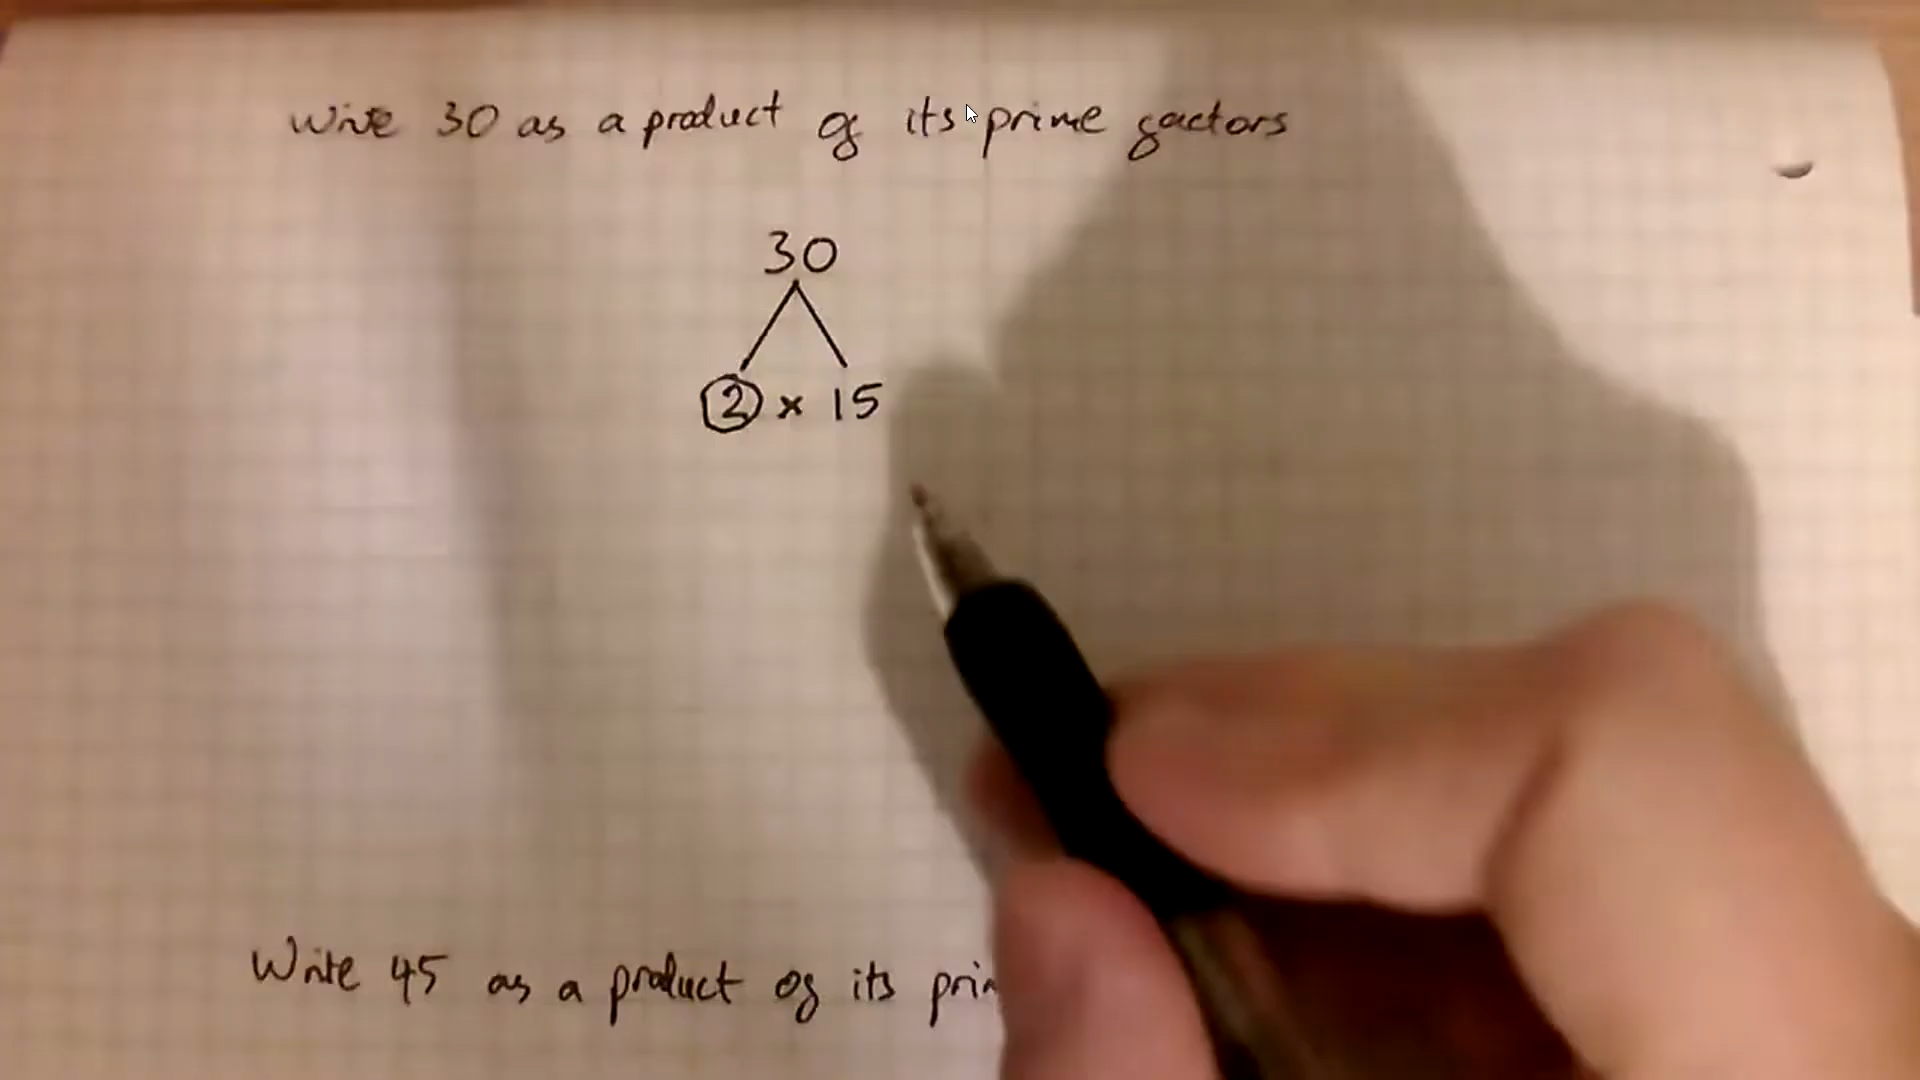 Write 30 as a product of its prime factors
30
2 × 15
Write 45 as a product of its